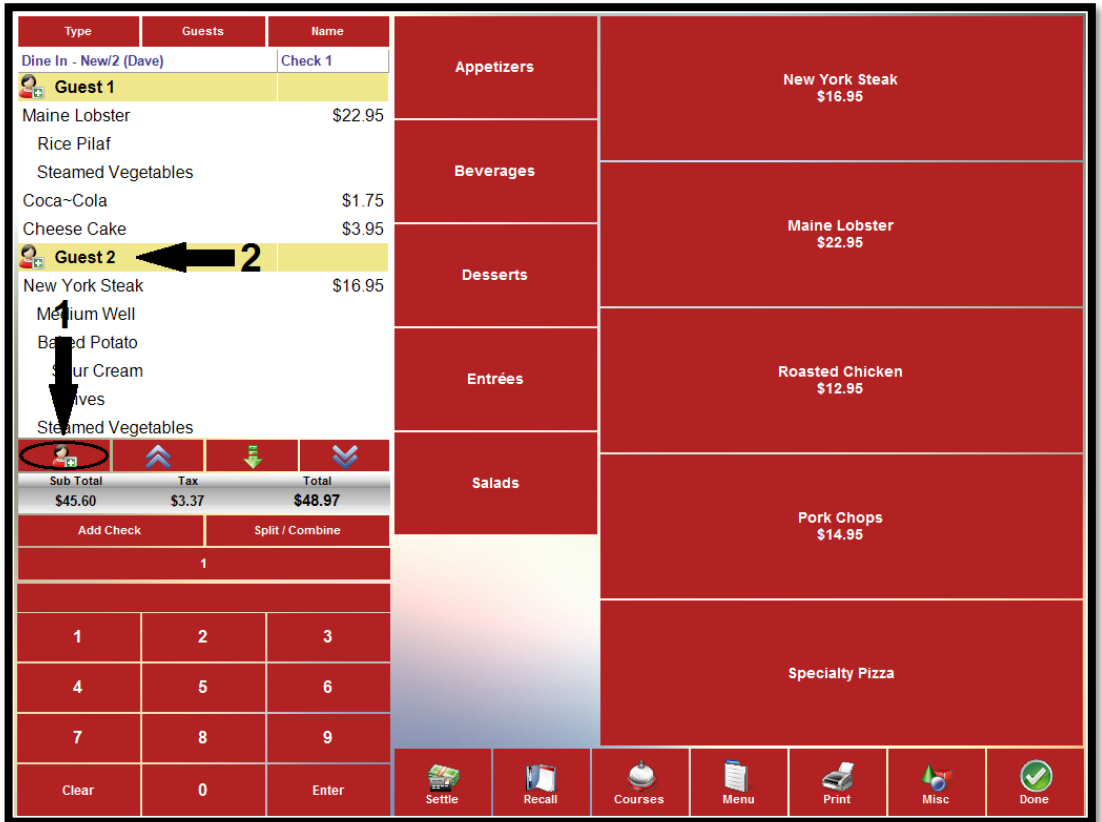 Type Guests Name
Dine In - New/2 (Dave) Check 1
Guest 1
Maine Lobster $22.95
Rice Pilaf
Steamed Vegetables
Coca~Cola $1.75
Cheese Cake $3.95
Guest 2 2
New York Steak $16.95
1
Medium Well
Baked Potato
Sour Cream
Chives
Steamed Vegetables
Sub Total Tax Total
$45.60 $3.37 $48.97
Add Check Split / Combine
1
1 2 3
4 5 6
7 8 9
Clear 0 Enter
Appetizers
Beverages
Desserts
Entrées
Salads
New York Steak
$16.95
Maine Lobster
$22.95
Roasted Chicken
$12.95
Pork Chops
$14.95
Specialty Pizza
Settle Recall Courses Menu Print Misc Done